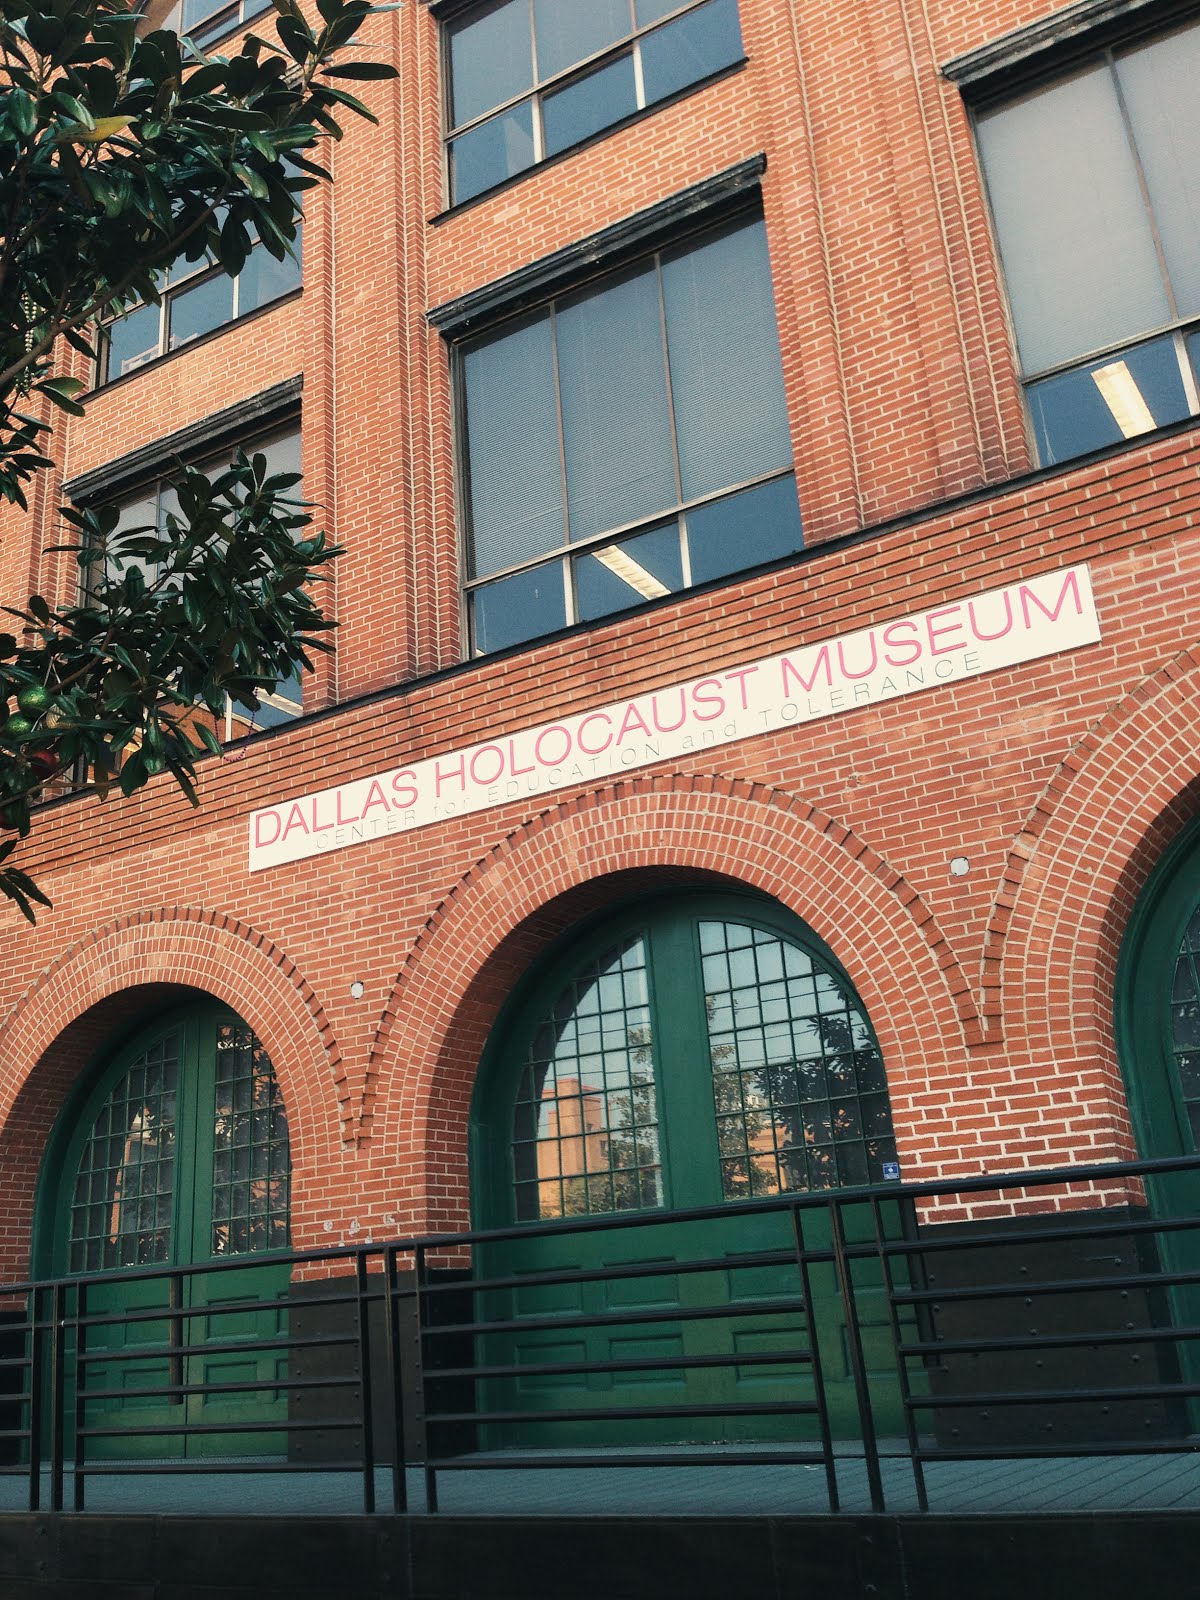 DALLAS HOLOCAUST MUSEUM
CENTER for EDUCATION and TOLERANCE